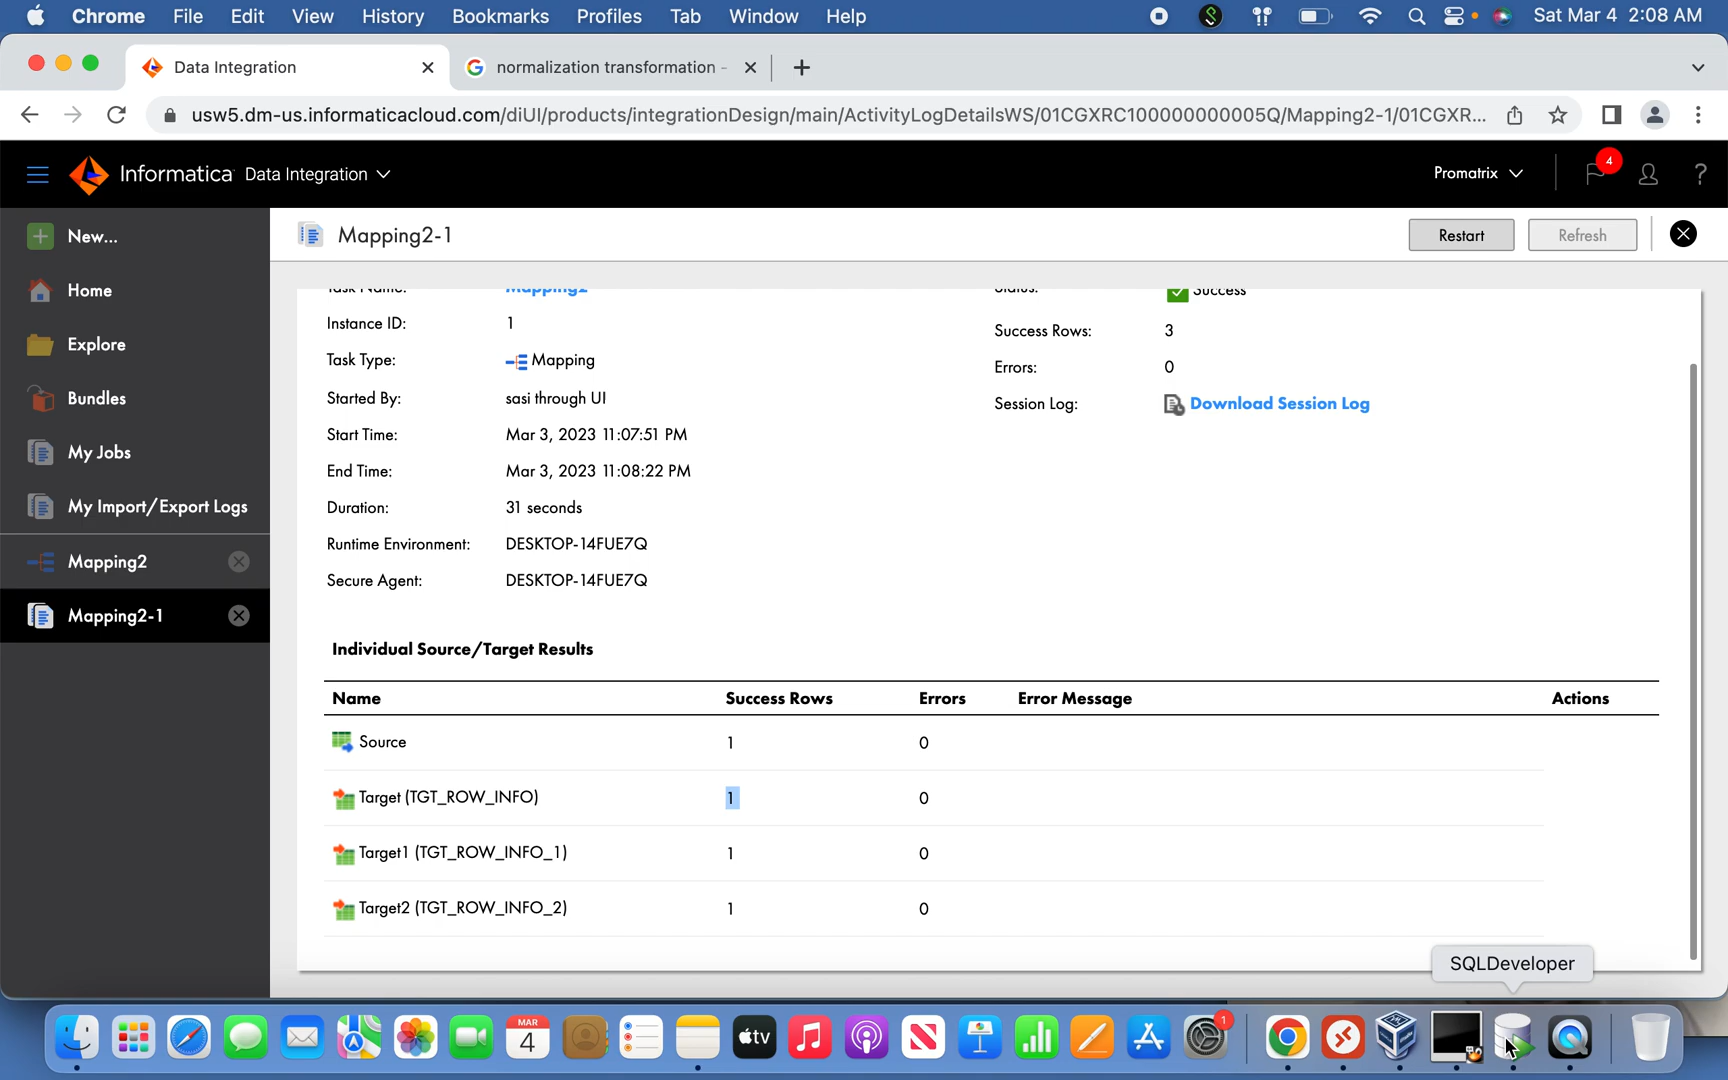 Chrome File Edit View History Bookmarks Profiles Tab Window Help Sat Mar 4 2:08 AM
Data Integration normalization transformation -
usw5.dm-us.informaticacloud.com/diUI/products/integrationDesign/main/ActivityLogDetailsWS/01CGXRC100000000005Q/Mapping2-1/01CGXR...
Informatica Data Integration Promatrix 4 ?
New... Mapping2-1 Restart Refresh
Home
Task Name: Mapping2 Status: Success
Instance ID: 1 Success Rows: 3
Explore Task Type: Mapping Errors: 0
Bundles Started By: sasi through UI Session Log: Download Session Log
Start Time: Mar 3, 2023 11:07:51 PM
My Jobs
End Time: Mar 3, 2023 11:08:22 PM
My Import/Export Logs Duration: 31 seconds
Runtime Environment: DESKTOP-14FUE7Q
Mapping2
Secure Agent: DESKTOP-14FUE7Q
Mapping2-1
Individual Source/Target Results
Name Success Rows Errors Error Message Actions
Source 1 0
Target (TGT_ROW_INFO) 1 0
Target1 (TGT_ROW_INFO_1) 1 0
Target2 (TGT_ROW_INFO_2) 1 0
SQLDeveloper
MAR
4
tv
1